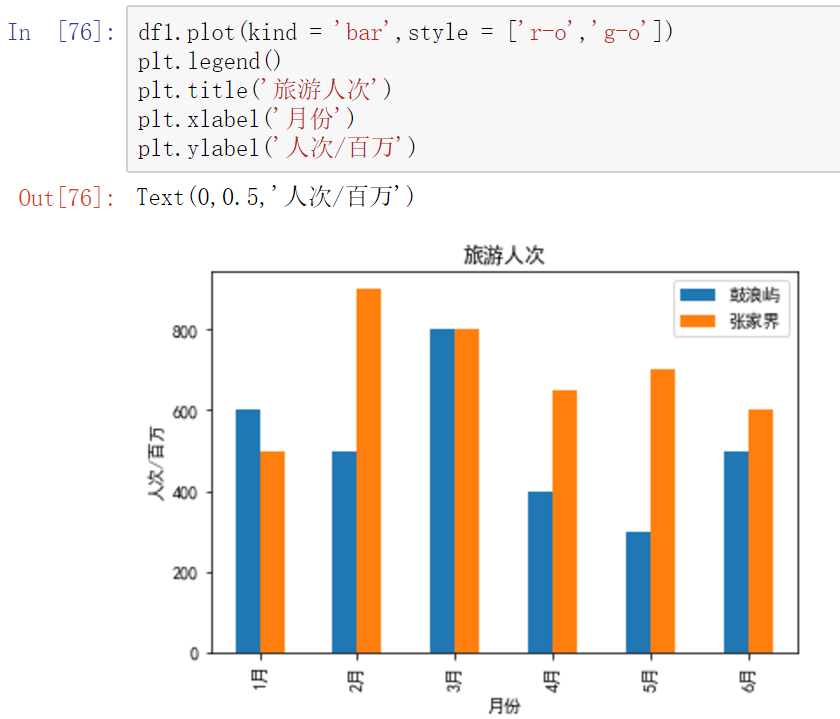 In [76]: df1.plot(kind = 'bar',style = ['r-o','g-o'])
plt.legend()
plt.title('旅游人次')
plt.xlabel('月份')
plt.ylabel('人次/百万')
Out[76]: Text(0,0.5,'人次/百万')
旅游人次
鼓浪屿
张家界
800
600
400
200
0
人次/百万
1月
2月
3月
4月
5月
6月
月份